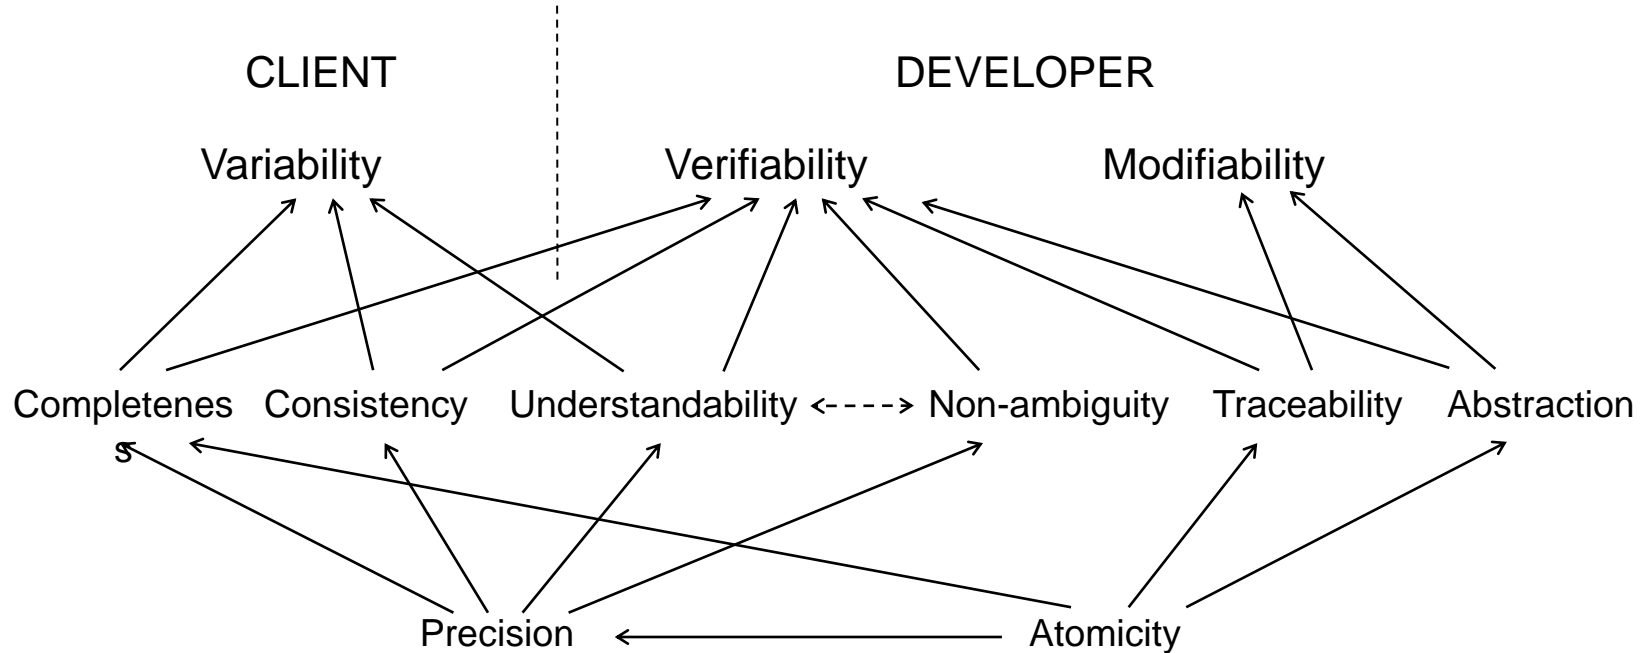 CLIENT DEVELOPER
Variability Verifiability Modifiability
Completenes Consistency Understandability Non-ambiguity Traceability Abstraction
s
Precision Atomicity